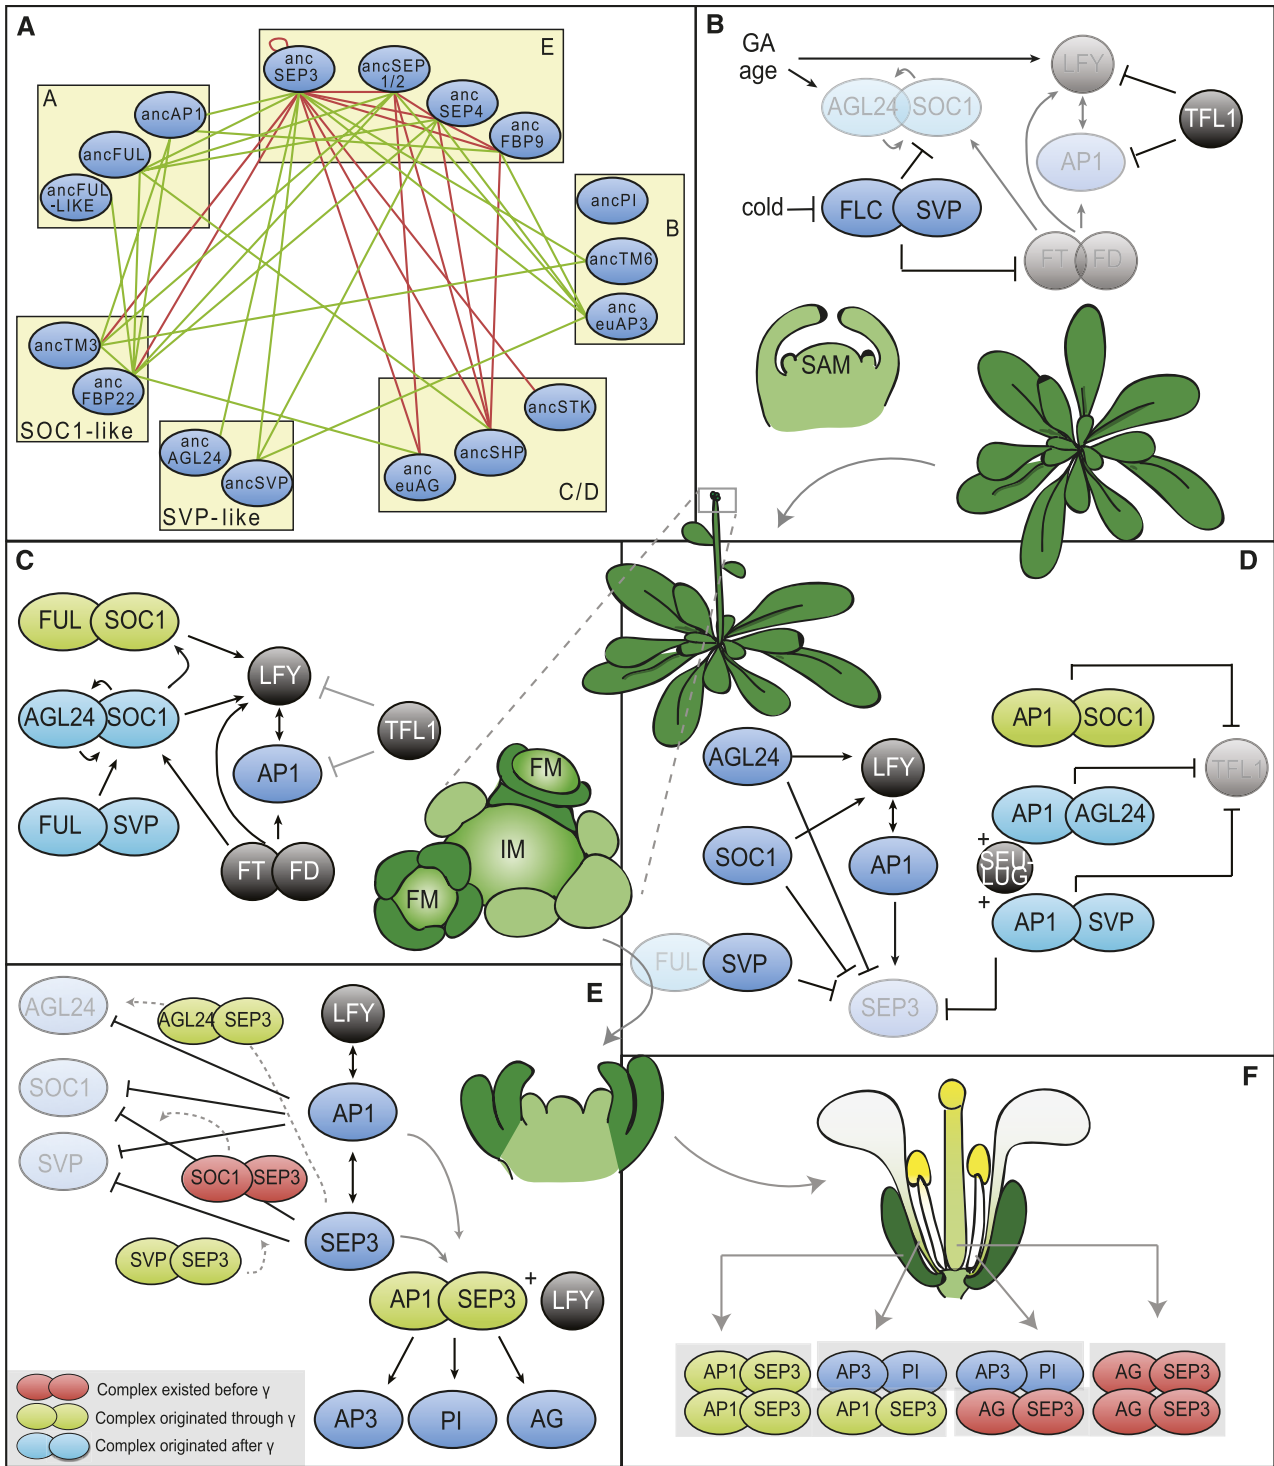 A
E
anc
SEP3
ancSEP
1/2
anc
SEP4
anc
FBP9
A
ancAP1
ancFUL
ancFUL
-LIKE
B
ancPI
ancTM6
anc
euAP3
ancTM3
anc
FBP22
SOC1-like
anc
AGL24
ancSVP
SVP-like
ancSTK
ancSHP
anc
euAG
C/D
B
GA
age
LFY
AGL24
SOC1
TFL1
AP1
cold
FLC
SVP
FT
FD
SAM
C
FUL
SOC1
LFY
AGL24
SOC1
TFL1
AP1
FUL
SVP
FT
FD
FM
IM
FM
D
AGL24
LFY
SOC1
AP1
FUL
SVP
SEP3
AP1
SOC1
TFL1
AP1
AGL24
+
SEU-
LUG
+
AP1
SVP
E
AGL24
AGL24
SEP3
LFY
SOC1
AP1
SVP
SOC1
SEP3
SEP3
SVP
SEP3
AP1
SEP3
+
LFY
AP3
PI
AG
Complex existed before γ
Complex originated through γ
Complex originated after γ
F
AP1
SEP3
AP3
PI
AP3
PI
AG
SEP3
AP1
SEP3
AP1
SEP3
AG
SEP3
AG
SEP3